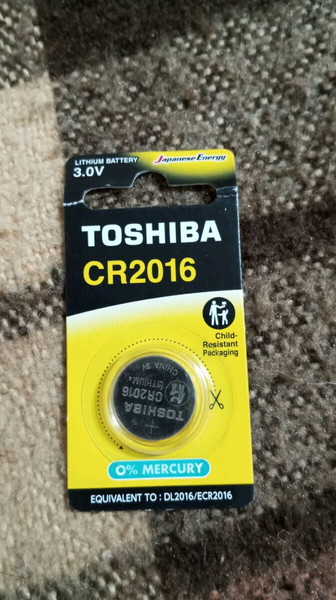 LITHIUM BATTERY
3.0V
Japanese Energy
TOSHIBA
CR2016
Child-
Resistant
Packaging
TOSHIBA
CR2016
LITHIUM
CHINA 3V
+
0% MERCURY
EQUIVALENT TO : DL2016/ECR2016